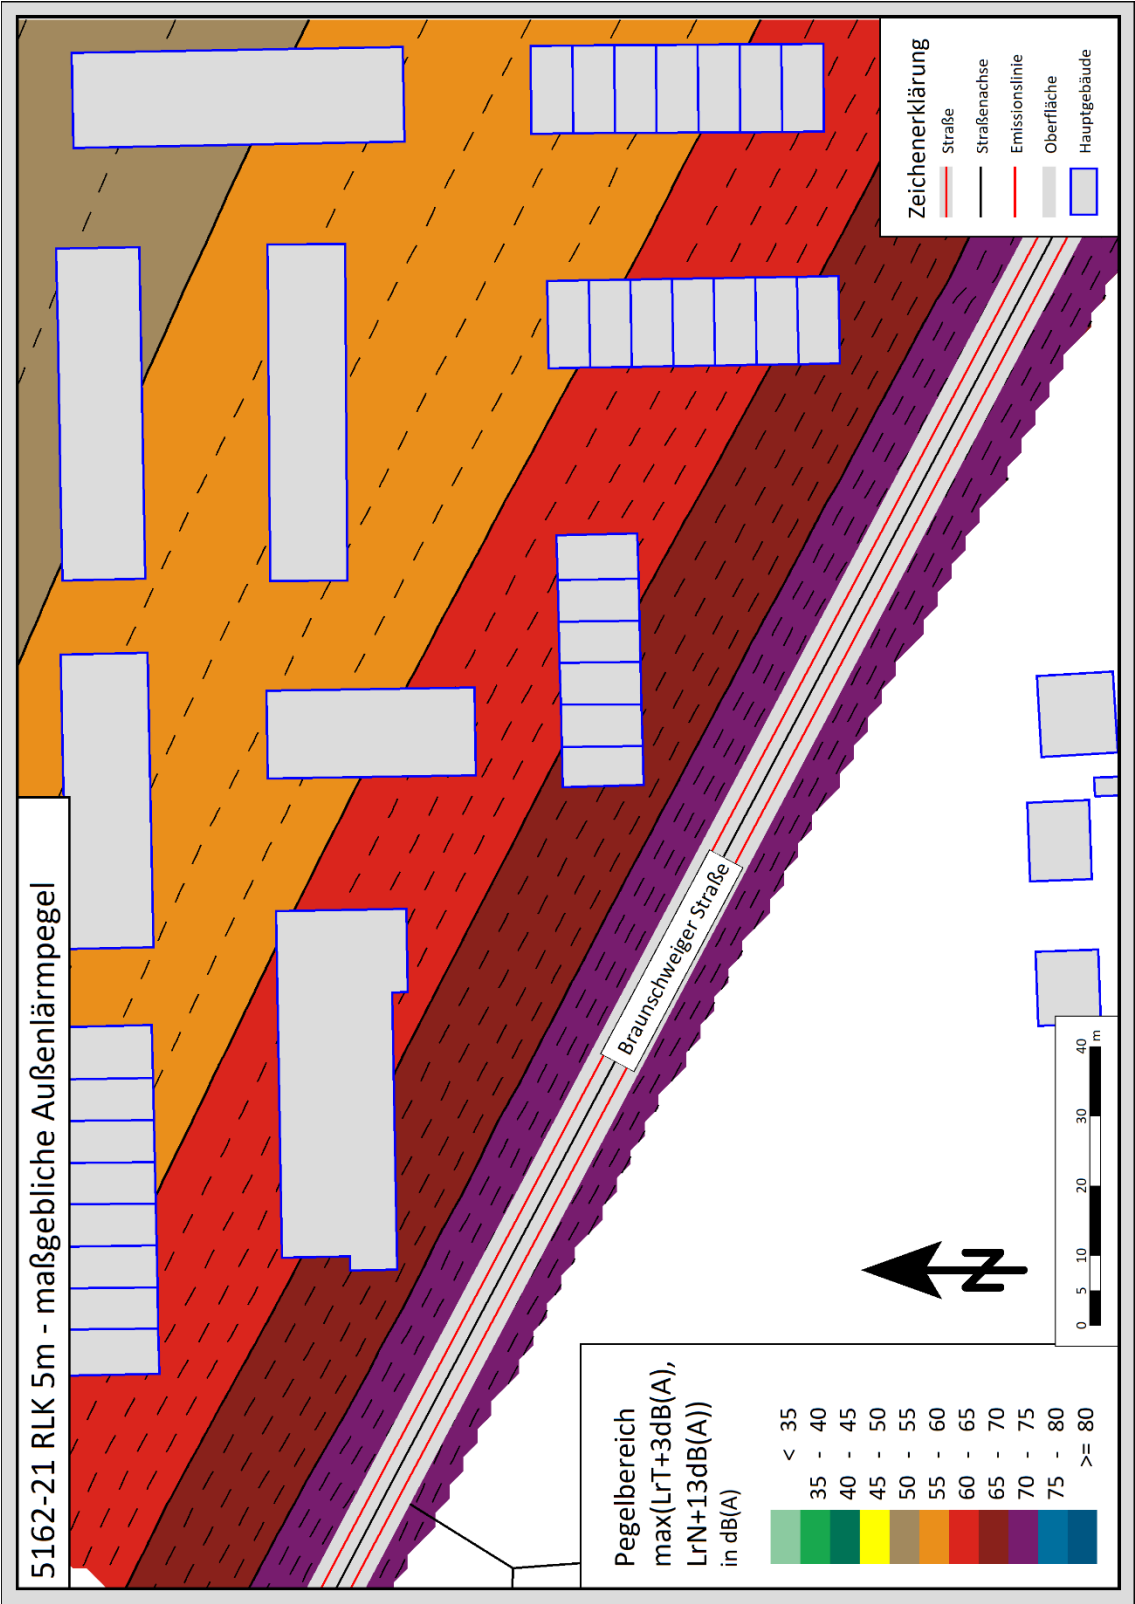 5162-21 RLK 5m - maßgebliche Außenlärmpegel
Braunschweiger Straße
Pegelbereich
max(LrT+3dB(A),
LrN+13dB(A))
in dB(A)
< 35
35 - 40
40 - 45
45 - 50
50 - 55
55 - 60
60 - 65
65 - 70
70 - 75
75 - 80
>= 80
N
0 5 10 20 30 40
m
Zeichenerklärung
Straße
Straßenachse
Emissionslinie
Oberfläche
Hauptgebäude